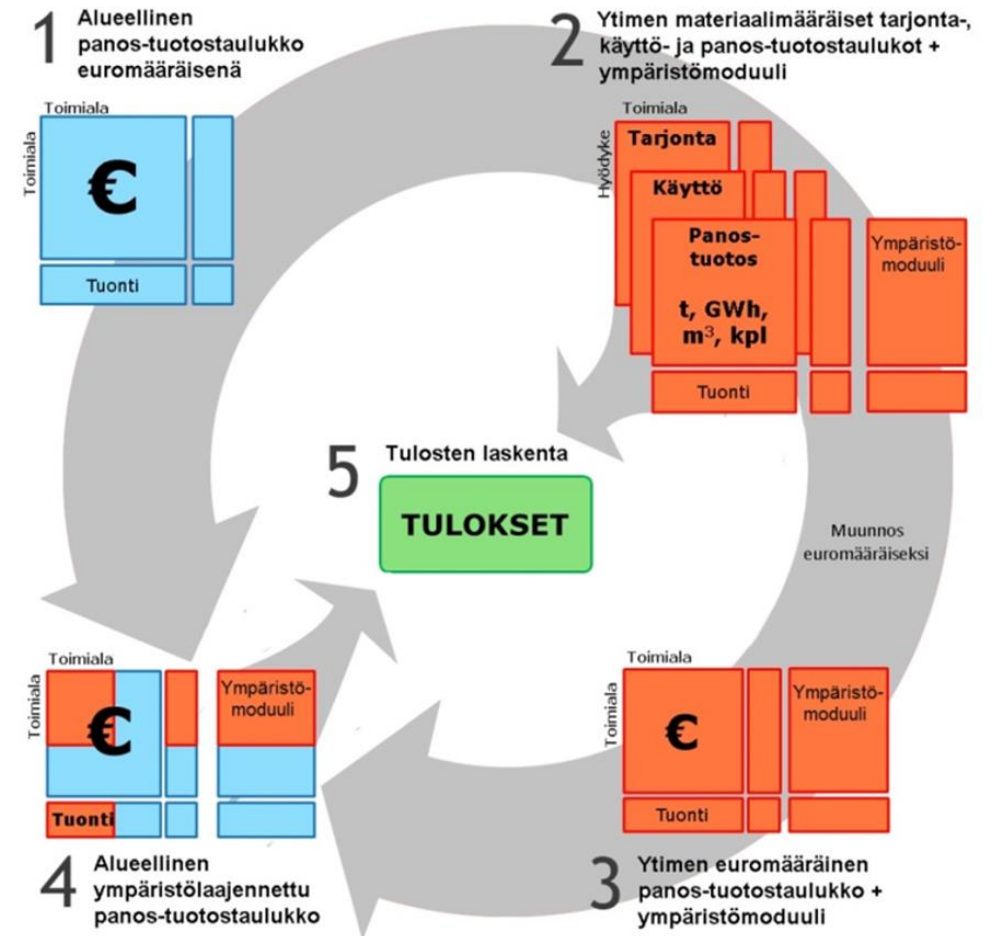 1 Alueellinen
panos-tuotostaulukko
euromääräisenä
Toimiala
Toimiala
€
Tuonti
2 Ytimen materiaalimääräiset tarjonta-,
käyttö- ja panos-tuotostaulukot +
ympäristömoduuli
Toimiala
Hyödyke
Tarjonta
Käyttö
Panos-
tuotos
t, GWh,
m³, kpl
Tuonti
Ympäristö-
moduuli
Muunnos
euromääräiseksi
5 Tulosten laskenta
TULOKSET
Toimiala
Toimiala
€
Tuonti
Ympäristö-
moduuli
3 Ytimen euromääräinen
panos-tuotostaulukko +
ympäristömoduuli
Toimiala
Toimiala
€
Ympäristö-
moduuli
Tuonti
4 Alueellinen
ympäristölaajennettu
panos-tuotostaulukko